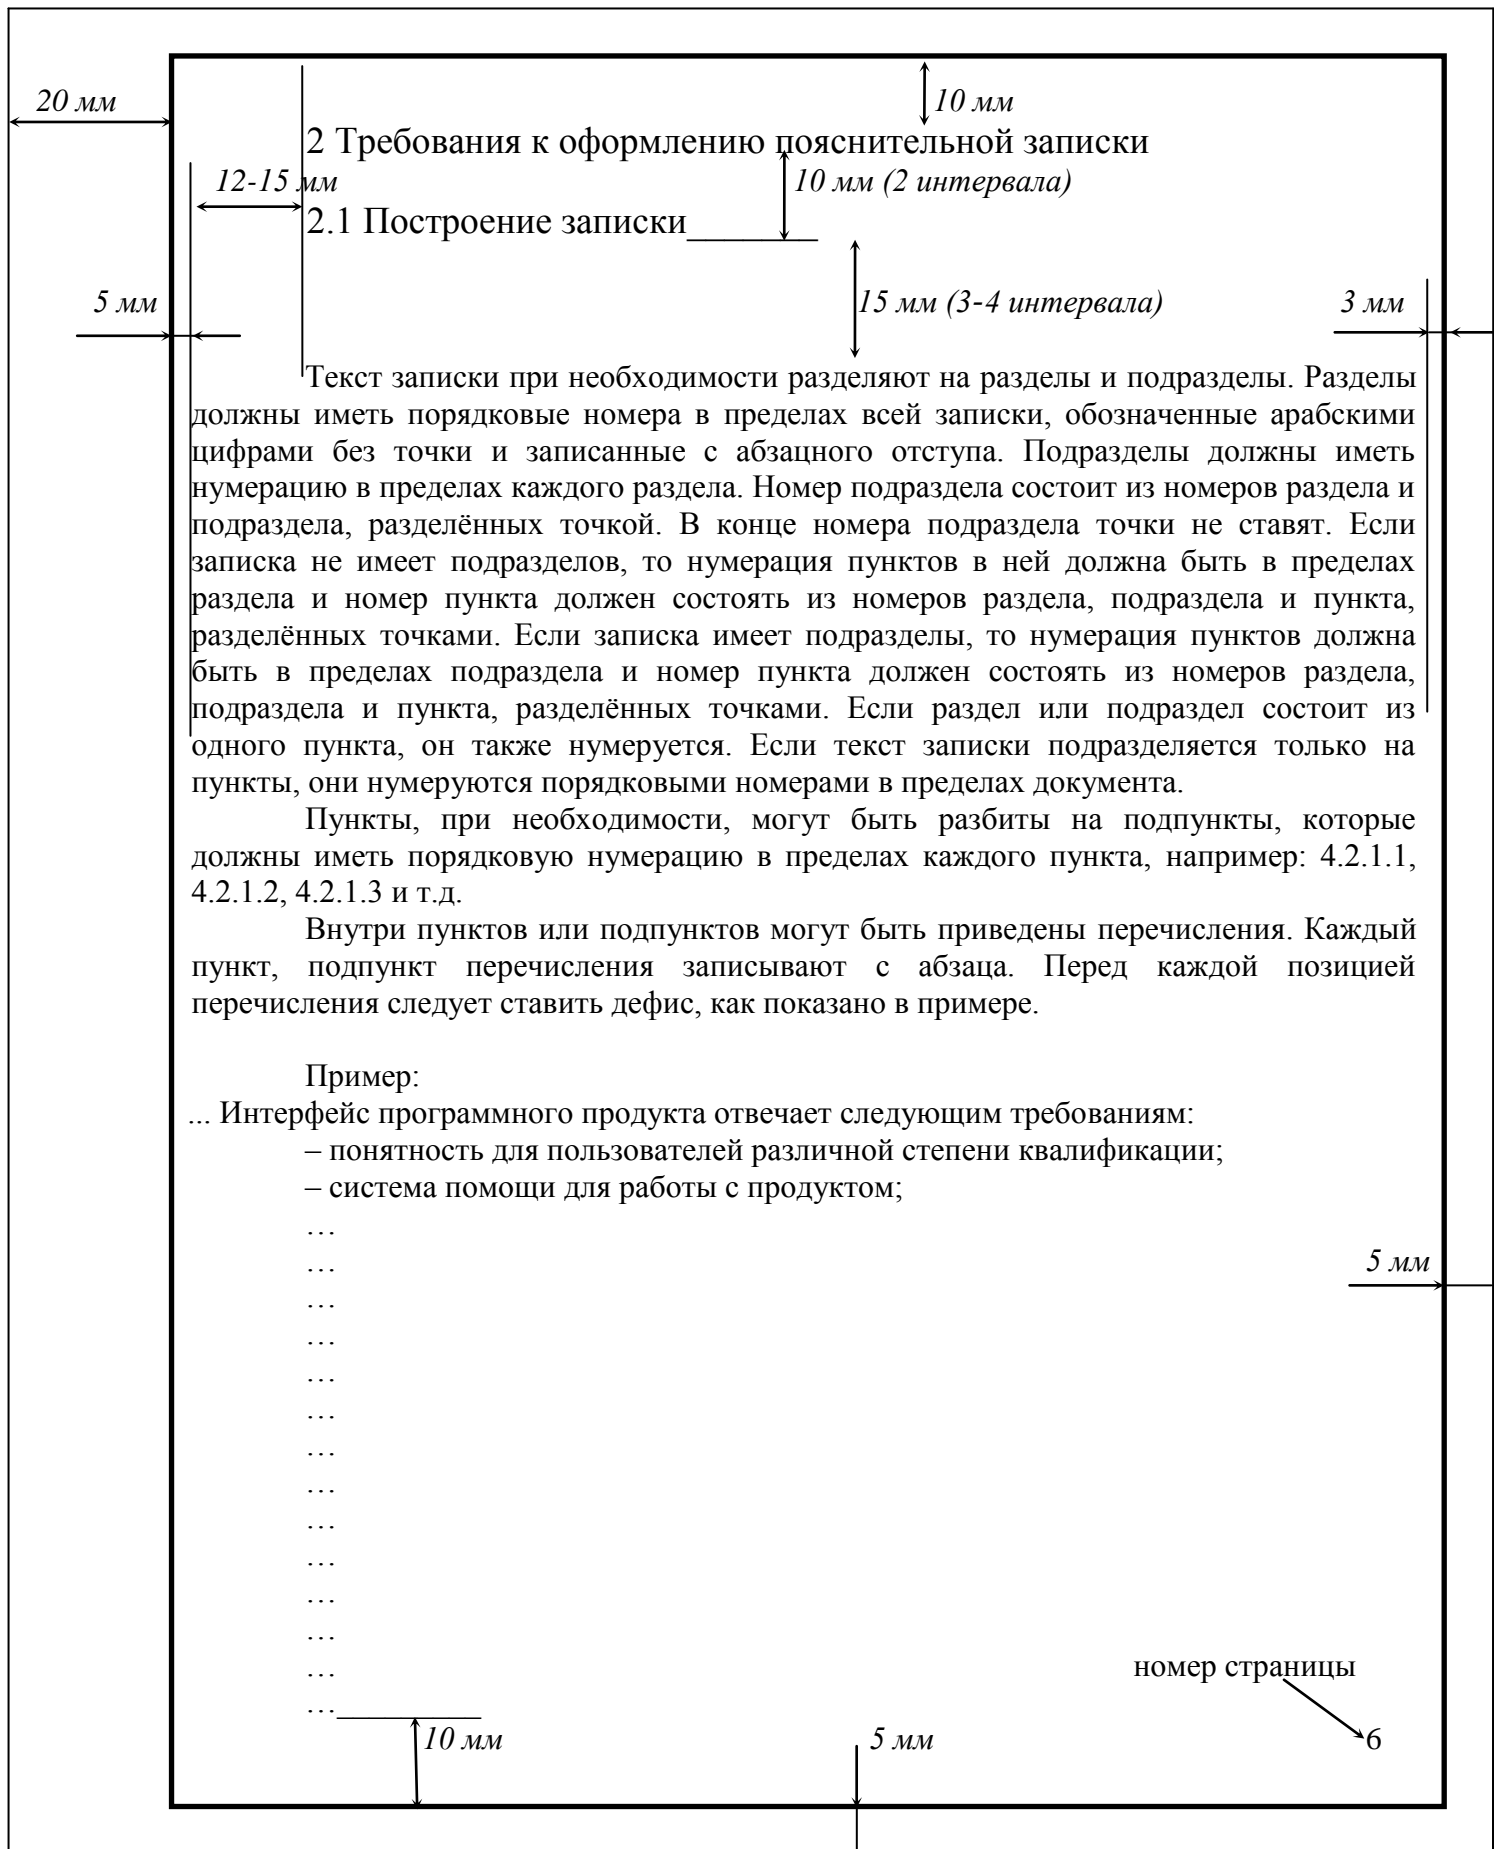 20 мм
10 мм
2 Требования к оформлению пояснительной записки
12-15 мм
10 мм (2 интервала)
2.1 Построение записки________
5 мм
15 мм (3-4 интервала)
3 мм
Текст записки при необходимости разделяют на разделы и подразделы. Разделы
должны иметь порядковые номера в пределах всей записки, обозначенные арабскими
цифрами без точки и записанные с абзацного отступа. Подразделы должны иметь
нумерацию в пределах каждого раздела. Номер подраздела состоит из номеров раздела и
подраздела, разделённых точкой. В конце номера подраздела точки не ставят. Если
записка не имеет подразделов, то нумерация пунктов в ней должна быть в пределах
раздела и номер пункта должен состоять из номеров раздела, подраздела и пункта,
разделённых точками. Если записка имеет подразделы, то нумерация пунктов должна
быть в пределах подраздела и номер пункта должен состоять из номеров раздела,
подраздела и пункта, разделённых точками. Если раздел или подраздел состоит из
одного пункта, он также нумеруется. Если текст записки подразделяется только на
пункты, они нумеруются порядковыми номерами в пределах документа.
Пункты, при необходимости, могут быть разбиты на подпункты, которые
должны иметь порядковую нумерацию в пределах каждого пункта, например: 4.2.1.1,
4.2.1.2, 4.2.1.3 и т.д.
Внутри пунктов или подпунктов могут быть приведены перечисления. Каждый
пункт, подпункт перечисления записывают с абзаца. Перед каждой позицией
перечисления следует ставить дефис, как показано в примере.
Пример:
... Интерфейс программного продукта отвечает следующим требованиям:
– понятность для пользователей различной степени квалификации;
– система помощи для работы с продуктом;
…
…
5 мм
…
…
…
…
…
…
…
…
…
…
…
номер страницы
…_________
10 мм
5 мм
6